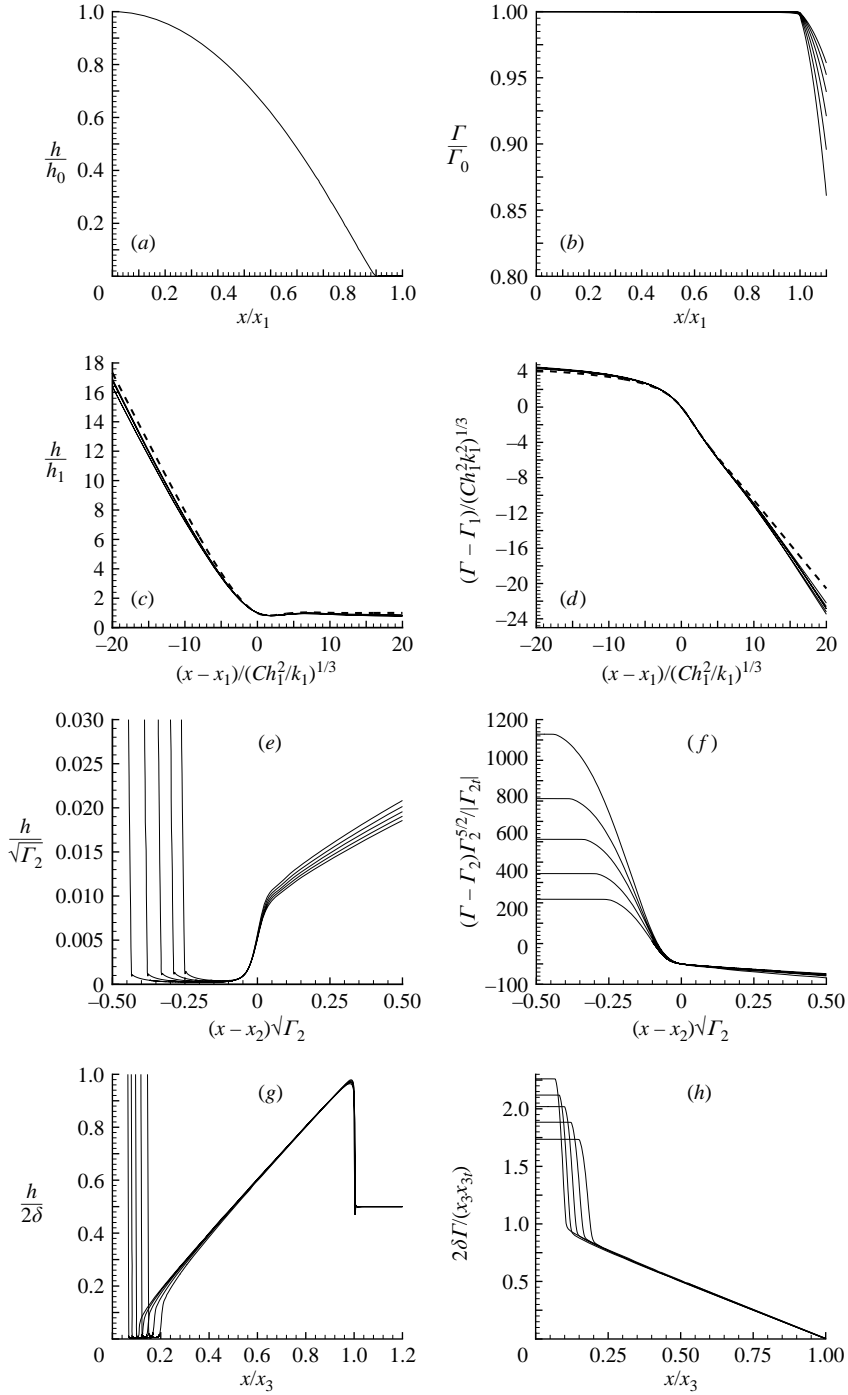 1.0
0.8
0.6
0.4
0.2
h
h0
(a)
0 0.2 0.4 0.6 0.8 1.0
x/x1
1.00
0.95
0.90
0.85
0.80
Γ
Γ0
(b)
0 0.2 0.4 0.6 0.8 1.0
x/x1
18
16
14
12
10
8
6
4
2
0
h
h1
(c)
–20 –10 0 10 20
(x – x1)/(Ch1^2/k1)^1/3
4
0
–4
–8
–12
–16
–20
–24
(Γ – Γ1)/(Ch1^2k1^2)^1/3
(d)
–20 –10 0 10 20
(x – x1)/(Ch1^2/k1)^1/3
0.030
0.025
0.020
0.015
0.010
0.005
0
h
√Γ2
(e)
–0.50 –0.25 0 0.25 0.50
(x – x2)√Γ2
1200
1000
800
600
400
200
0
–100
(Γ – Γ2)Γ2^5/2/|Γ2t|
(f)
–0.50 –0.25 0 0.25 0.50
(x – x2)√Γ2
1.0
0.8
0.6
0.4
0.2
h
2δ
(g)
0 0.2 0.4 0.6 0.8 1.0 1.2
x/x3
2.0
1.5
1.0
0.5
2δΓ/(x3x3t)
(h)
0 0.25 0.50 0.75 1.00
x/x3